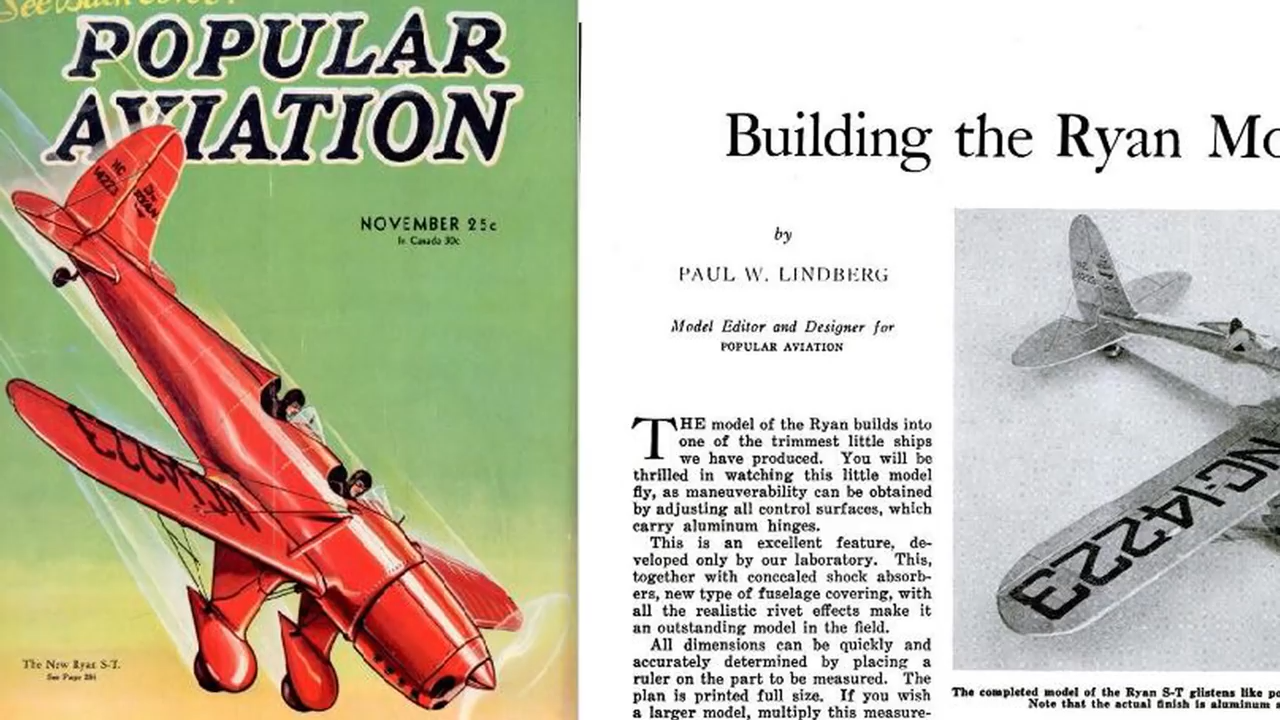 POPULAR
AVIATION
NOVEMBER 25c
In Canada 30c
NC
14223
RYAN
NC14223
The New Ryan S-T.
Building the Ryan Mo
by
PAUL W. LINDBERG
Model Editor and Designer for
POPULAR AVIATION
THE model of the Ryan builds into
one of the trimmest little ships
we have produced. You will be
thrilled in watching this little model
fly, as maneuverability can be obtained
by adjusting all control surfaces, which
carry aluminum hinges.
This is an excellent feature, de-
veloped only by our laboratory. This,
together with concealed shock absorb-
ers, new type of fuselage covering, with
all the realistic rivet effects make it
an outstanding model in the field.
All dimensions can be quickly and
accurately determined by placing a
ruler on the part to be measured. The
plan is printed full size. If you wish
a larger model, multiply this measure-
NC14223
The completed model of the Ryan S-T glistens like po
Note that the actual finish is aluminum